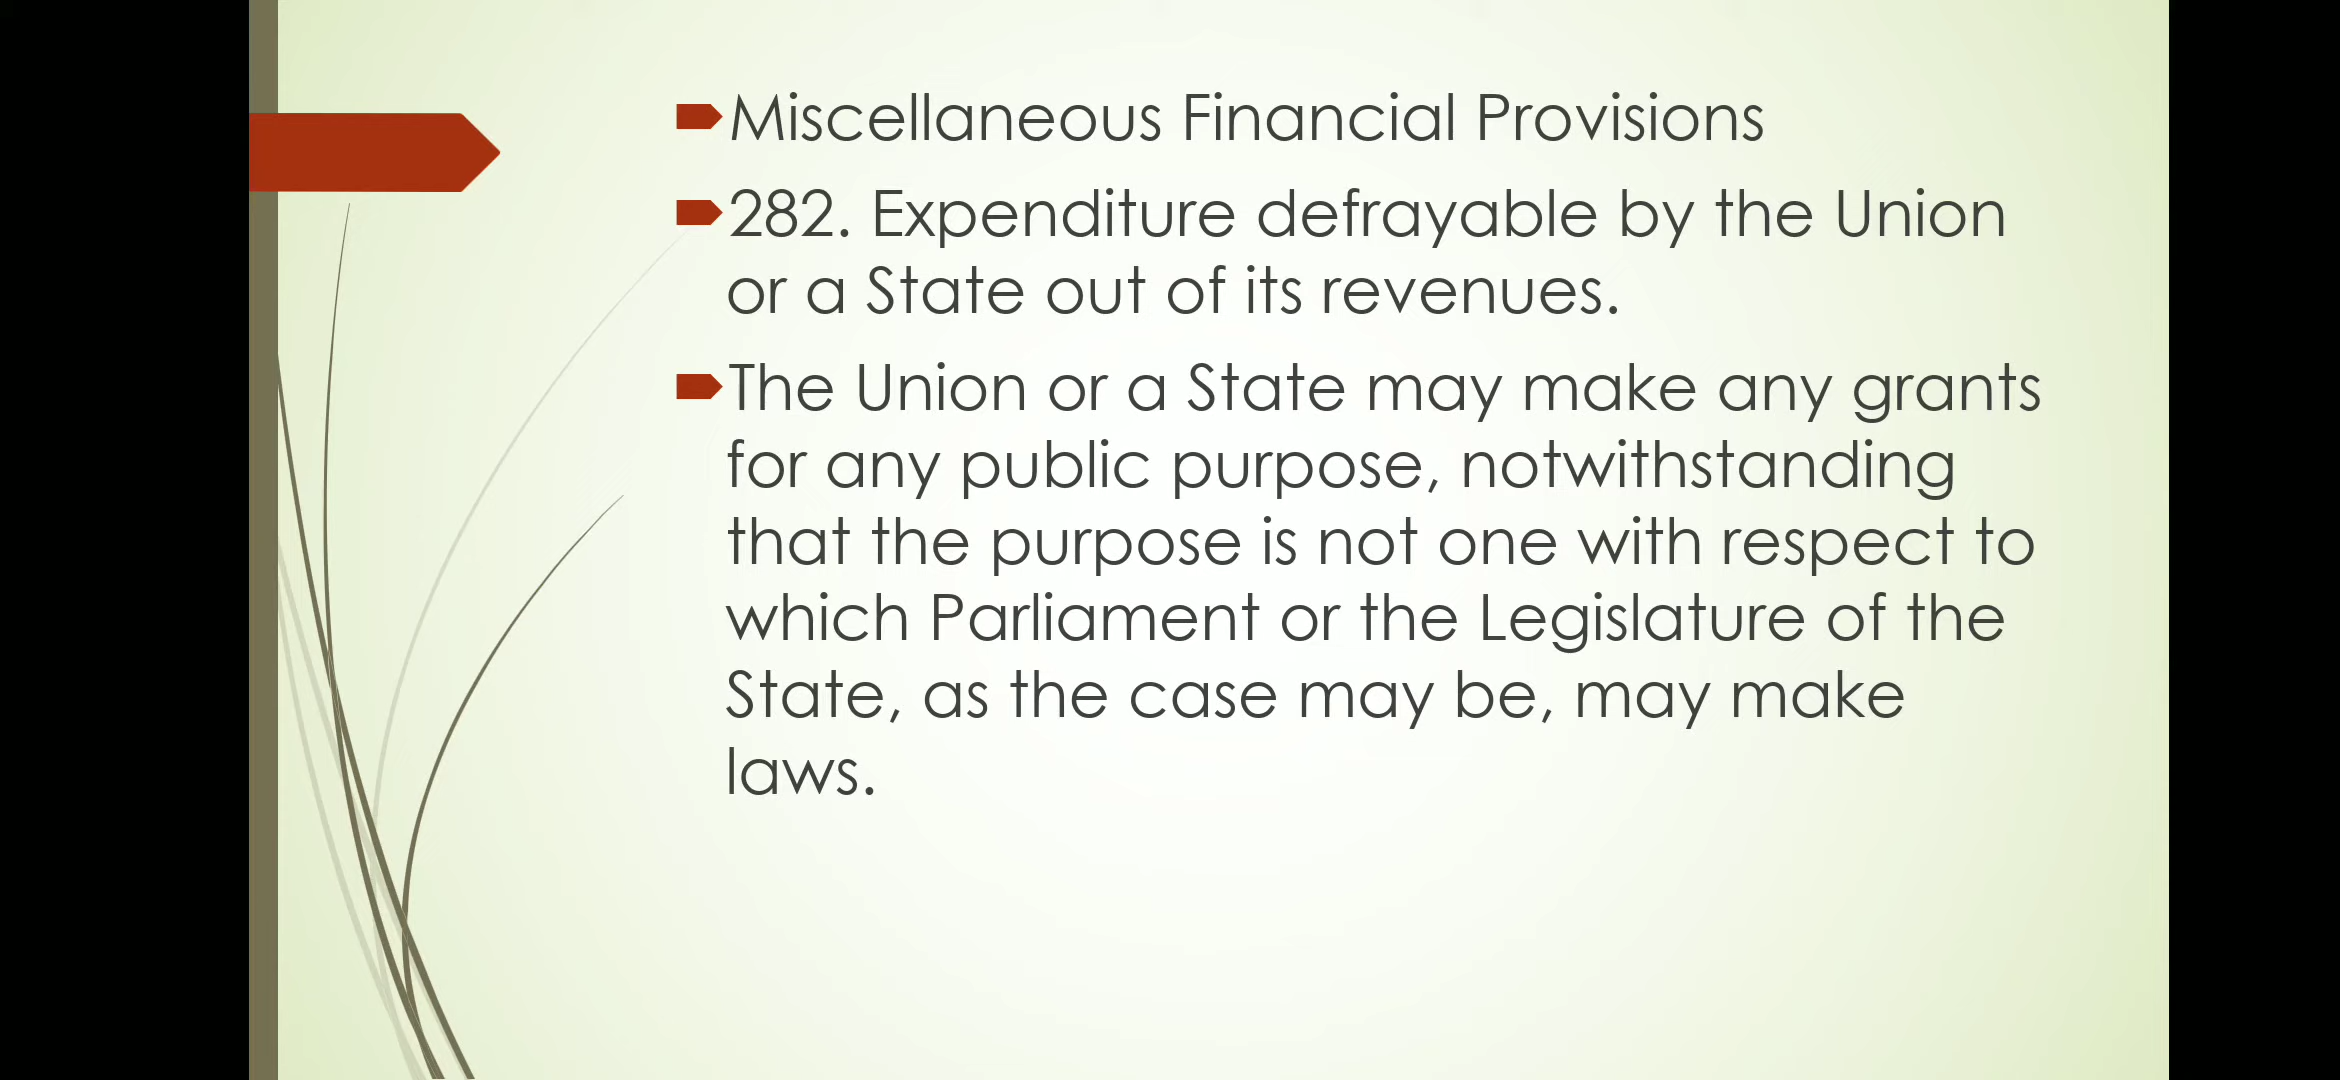 Miscellaneous Financial Provisions
282. Expenditure defrayable by the Union
or a State out of its revenues.
The Union or a State may make any grants
for any public purpose, notwithstanding
that the purpose is not one with respect to
which Parliament or the Legislature of the
State, as the case may be, may make
laws.